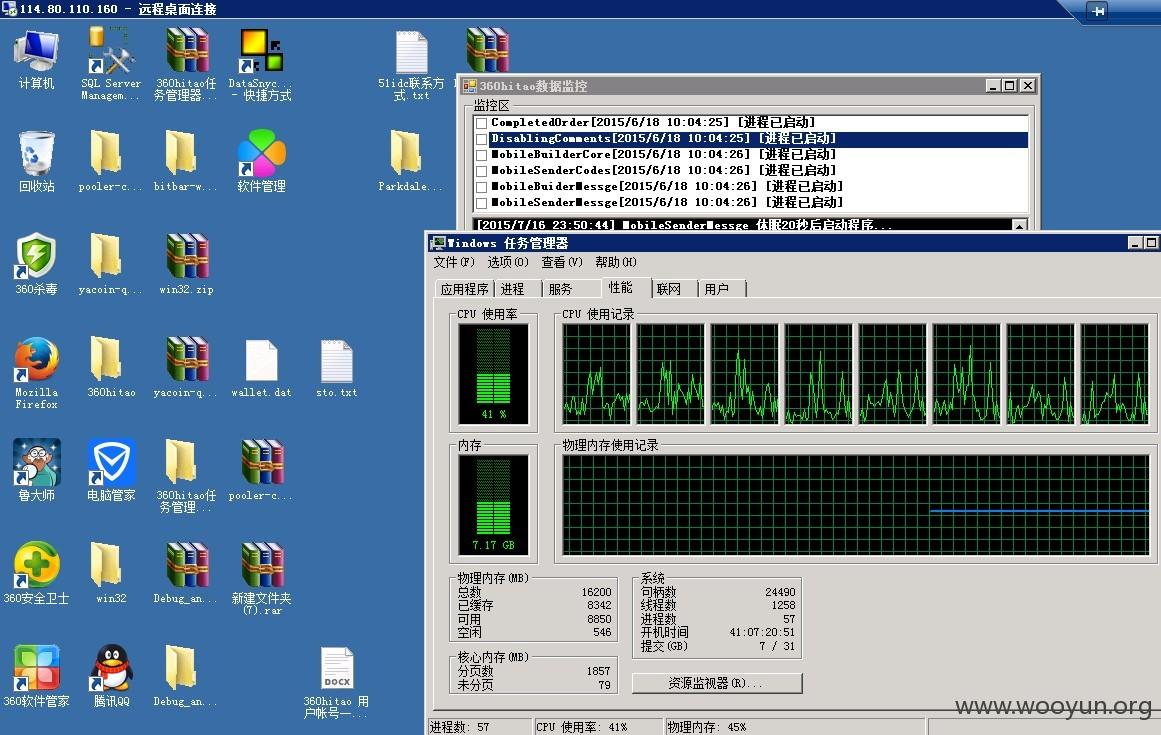 114.80.110.160 - 远程桌面连接
计算机
SQL Server
Managem...
360hitao任
务管理器...
DataSnyc...
- 快捷方式
51idc联系方
式.txt
回收站
pooler-c...
bitbar-w...
软件管理
Parkdale...
360杀毒
yacoin-q...
win32.zip
Mozilla
Firefox
360hitao
yacoin-q...
wallet.dat
sto.txt
鲁大师
电脑管家
360hitao任
务管理...
pooler-c...
360安全卫士
win32
Debug_an...
新建文件夹
(7).rar
360软件管家
腾讯QQ
Debug_an...
DOCX
360hitao 用
户帐号一...
360hitao数据监控
监控区
CompletedOrder[2015/6/18 10:04:25] [进程已启动]
DisablingComments[2015/6/18 10:04:25] [进程已启动]
MobileBuilderCore[2015/6/18 10:04:26] [进程已启动]
MobileSenderCodes[2015/6/18 10:04:26] [进程已启动]
MobileBuiderMessge[2015/6/18 10:04:26] [进程已启动]
MobileSenderMessge[2015/6/18 10:04:26] [进程已启动]
[2015/7/16 23:50:44] MobileSenderMessge 休眠20秒后启动程序...
Windows 任务管理器
文件(F) 选项(O) 查看(V) 帮助(H)
应用程序 进程 服务 性能 联网 用户
CPU 使用率
CPU 使用记录
41 %
内存
物理内存使用记录
7.17 GB
物理内存(MB)
总数 16200
已缓存 8342
可用 8850
空闲 546
系统
句柄数 24490
线程数 1258
进程数 57
开机时间 41:07:20:51
提交(GB) 7 / 31
核心内存(MB)
分页数 1857
未分页 79
资源监视器(R)...
进程数: 57 CPU 使用率: 41% 物理内存: 45%
www.wooyun.org